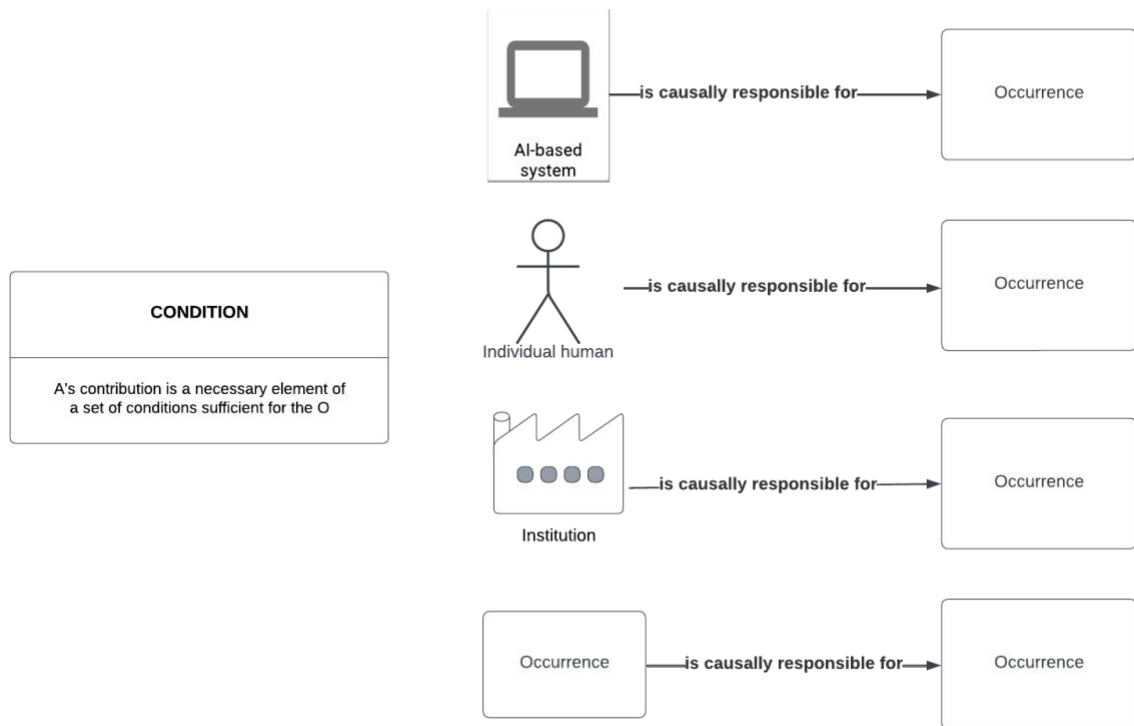 is causally responsible for
Occurrence
AI-based
system
is causally responsible for
Occurrence
Individual human
CONDITION
A's contribution is a necessary element of
a set of conditions sufficient for the O
is causally responsible for
Occurrence
Institution
Occurrence
is causally responsible for
Occurrence